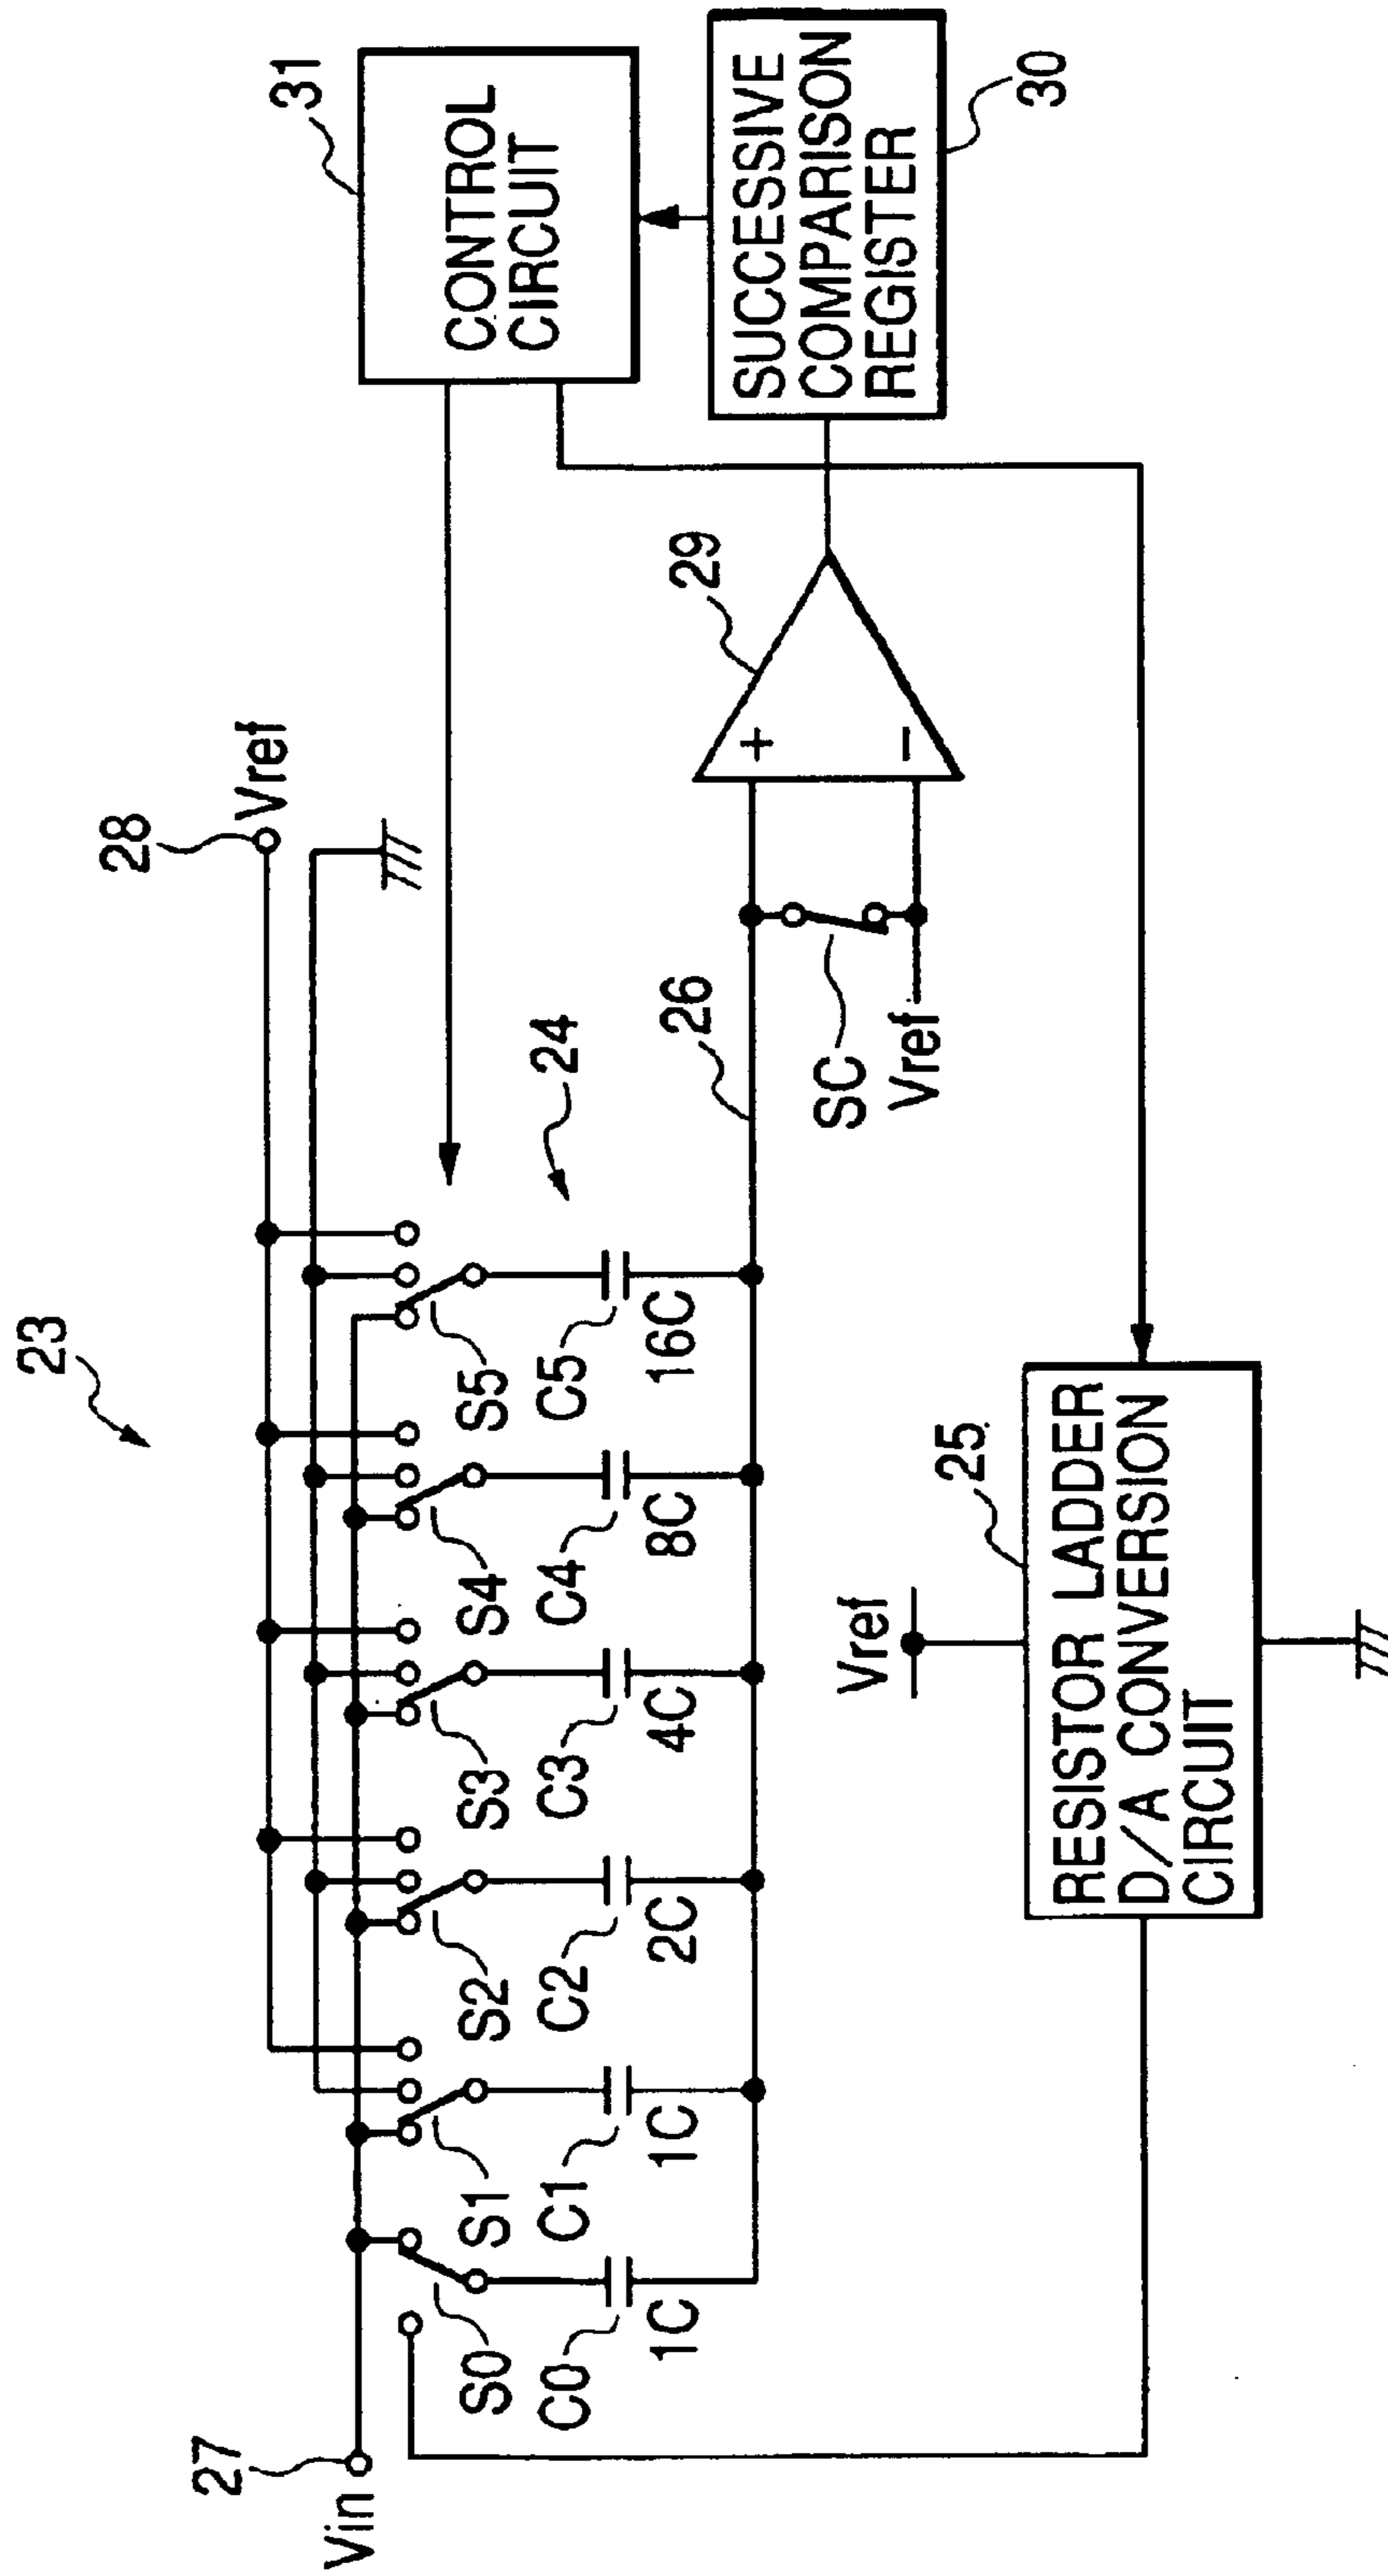 23
28
Vref
31
CONTROL
CIRCUIT
27
Vin
S0
S1
S2
S3
S4
S5
24
C0
C1
C2
C3
C4
C5
1C
1C
2C
4C
8C
16C
26
29
+
−
SC
Vref
SUCCESSIVE
COMPARISON
REGISTER
30
Vref
25
RESISTOR LADDER
D/A CONVERSION
CIRCUIT